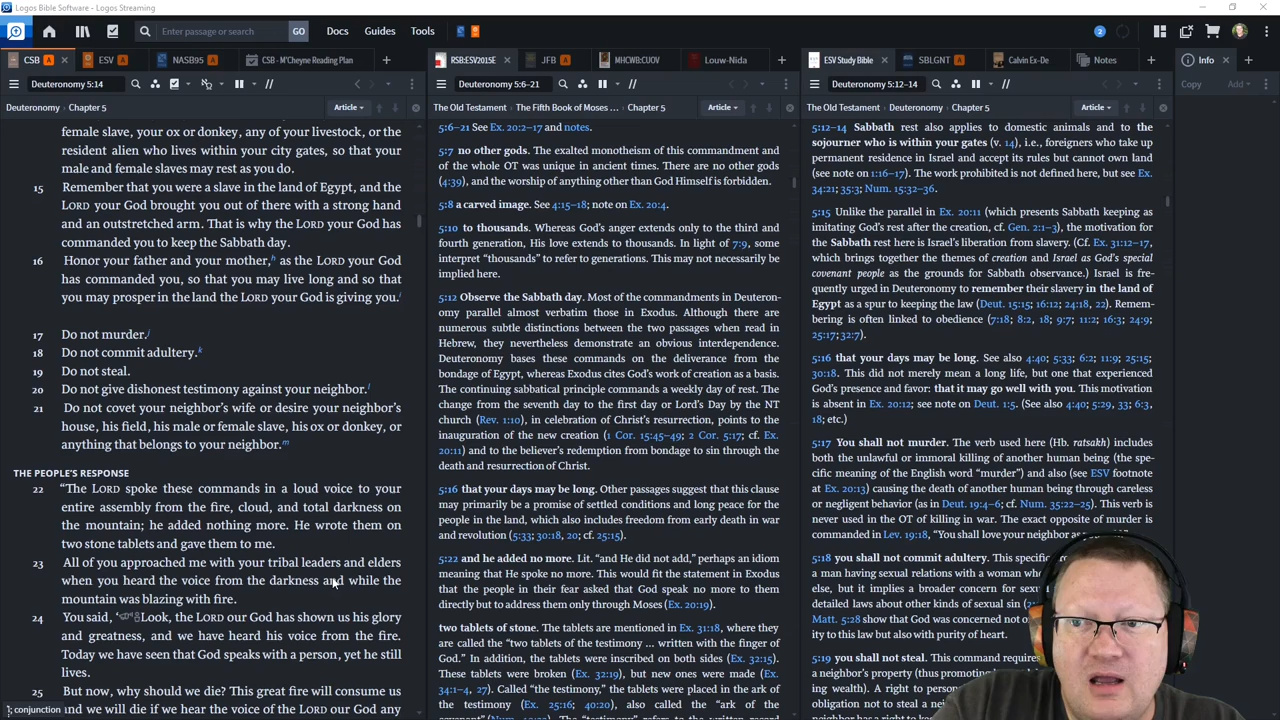 Logos Bible Software - Logos Streaming
Enter passage or search GO Docs Guides Tools 2
CSB A ESV A NASB95 A CSB - M'Cheyne Reading Plan
Deuteronomy 5:14
Deuteronomy › Chapter 5 Article
female slave, your ox or donkey, any of your livestock, or the
resident alien who lives within your city gates, so that your
male and female slaves may rest as you do.
15 Remember that you were a slave in the land of Egypt, and the
LORD your God brought you out of there with a strong hand
and an outstretched arm. That is why the LORD your God has
commanded you to keep the Sabbath day.
16 Honor your father and your mother,h as the LORD your God
has commanded you, so that you may live long and so that
you may prosper in the land the LORD your God is giving you.i
17 Do not murder.j
18 Do not commit adultery.k
19 Do not steal.
20 Do not give dishonest testimony against your neighbor.l
21 Do not covet your neighbor's wife or desire your neighbor's
house, his field, his male or female slave, his ox or donkey, or
anything that belongs to your neighbor.m
THE PEOPLE'S RESPONSE
22 “The LORD spoke these commands in a loud voice to your
entire assembly from the fire, cloud, and total darkness on
the mountain; he added nothing more. He wrote them on
two stone tablets and gave them to me.
23 All of you approached me with your tribal leaders and elders
when you heard the voice from the darkness and while the
mountain was blazing with fire.
24 You said, ‘Look, the LORD our God has shown us his glory
and greatness, and we have heard his voice from the fire.
Today we have seen that God speaks with a person, yet he still
lives.
25 But now, why should we die? This great fire will consume us
and we will die if we hear the voice of the LORD our God any
conjunction
RSB:ESV2015E JFB A MHCWB:CUOV Louw-Nida
Deuteronomy 5:6–21
The Old Testament › The Fifth Book of Moses ... › Chapter 5 Article
5:6–21 See Ex. 20:2–17 and notes.
5:7 no other gods. The exalted monotheism of this commandment and
of the whole OT was unique in ancient times. There are no other gods
(4:39), and the worship of anything other than God Himself is forbidden.
5:8 a carved image. See 4:15–18; note on Ex. 20:4.
5:10 to thousands. Whereas God's anger extends only to the third and
fourth generation, His love extends to thousands. In light of 7:9, some
interpret “thousands” to refer to generations. This may not necessarily be
implied here.
5:12 Observe the Sabbath day. Most of the commandments in Deuteron-
omy parallel almost verbatim those in Exodus. Although there are
numerous subtle distinctions between the two passages when read in
Hebrew, they nevertheless demonstrate an obvious interdependence.
Deuteronomy bases these commands on the deliverance from the
bondage of Egypt, whereas Exodus cites God's work of creation as a basis.
The continuing sabbatical principle commands a weekly day of rest. The
change from the seventh day to the first day or Lord's Day by the NT
church (Rev. 1:10), in celebration of Christ's resurrection, points to the
inauguration of the new creation (1 Cor. 15:45–49; 2 Cor. 5:17; cf. Ex.
20:11) and to the believer's redemption from bondage to sin through the
death and resurrection of Christ.
5:16 that your days may be long. Other passages suggest that this clause
may primarily be a promise of settled conditions and long peace for the
people in the land, which also includes freedom from early death in war
and revolution (5:33; 30:18, 20; cf. 25:15).
5:22 and he added no more. Lit. “and He did not add,” perhaps an idiom
meaning that He spoke no more. This would fit the statement in Exodus
that the people in their fear asked that God speak no more to them
directly but to address them only through Moses (Ex. 20:19).
two tablets of stone. The tablets are mentioned in Ex. 31:18, where they
are called the “two tablets of the testimony ... written with the finger of
God.” In addition, the tablets were inscribed on both sides (Ex. 32:15).
These tablets were broken (Ex. 32:19), but new ones were made (Ex.
34:1–4, 27). Called “the testimony,” the tablets were placed in the ark of
the testimony (Ex. 25:16; 40:20), also called the “ark of the
ESV Study Bible SBLGNT A Calvin Ex-De Notes
Deuteronomy 5:12–14
The Old Testament › Deuteronomy › Chapter 5 Article
5:12–14 Sabbath rest also applies to domestic animals and to the
sojourner who is within your gates (v. 14), i.e., foreigners who take up
permanent residence in Israel and accept its rules but cannot own land
(see note on 1:16–17). The work prohibited is not defined here, but see Ex.
34:21; 35:3; Num. 15:32–36.
5:15 Unlike the parallel in Ex. 20:11 (which presents Sabbath keeping as
imitating God's rest after the creation, cf. Gen. 2:1–3), the motivation for
the Sabbath rest here is Israel's liberation from slavery. (Cf. Ex. 31:12–17,
which brings together the themes of creation and Israel as God's special
covenant people as the grounds for Sabbath observance.) Israel is fre-
quently urged in Deuteronomy to remember their slavery in the land of
Egypt as a spur to keeping the law (Deut. 15:15; 16:12; 24:18, 22). Remem-
bering is often linked to obedience (7:18; 8:2, 18; 9:7; 11:2; 16:3; 24:9;
25:17; 32:7).
5:16 that your days may be long. See also 4:40; 5:33; 6:2; 11:9; 25:15;
30:18. This did not merely mean a long life, but one that experienced
God's presence and favor: that it may go well with you. This motivation
is absent in Ex. 20:12; see note on Deut. 1:5. (See also 4:40; 5:29, 33; 6:3,
18; etc.)
5:17 You shall not murder. The verb used here (Hb. ratsakh) includes
both the unlawful or immoral killing of another human being (the spe-
cific meaning of the English word “murder”) and also (see ESV footnote
at Ex. 20:13) causing the death of another human being through careless
or negligent behavior (as in Deut. 19:4–6; cf. Num. 35:22–25). This verb is
never used in the OT of killing in war. The exact opposite of murder is
commanded in Lev. 19:18, “You shall love your neighbor as
5:18 you shall not commit adultery. This specific
a man having sexual relations with a woman who
else, but it implies a broader concern for sexual
detailed laws about other kinds of sexual sin
Matt. 5:28 show that God was concerned not o
ity to this law but also with purity of heart.
5:19 you shall not steal. This command requires
a neighbor's property (thus promoting
ing wealth). A right to person
obligation not to steal
Info
Copy Add